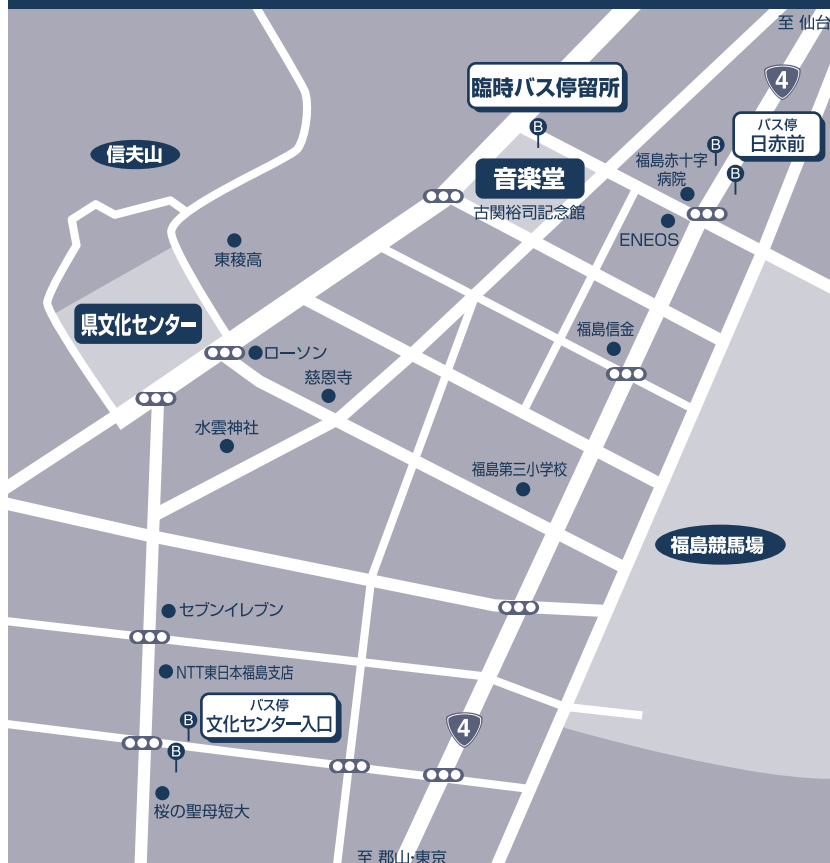 至 仙台
4
臨時バス停留所
B
バス停
日赤前
B
B
信夫山
音楽堂
福島赤十字
病院
古関裕司記念館
ENEOS
東稜高
県文化センター
福島信金
ローソン
慈恩寺
水雲神社
福島第三小学校
福島競馬場
セブンイレブン
NTT東日本福島支店
バス停
文化センター入口
B
B
4
桜の聖母短大
至 郡山・東京